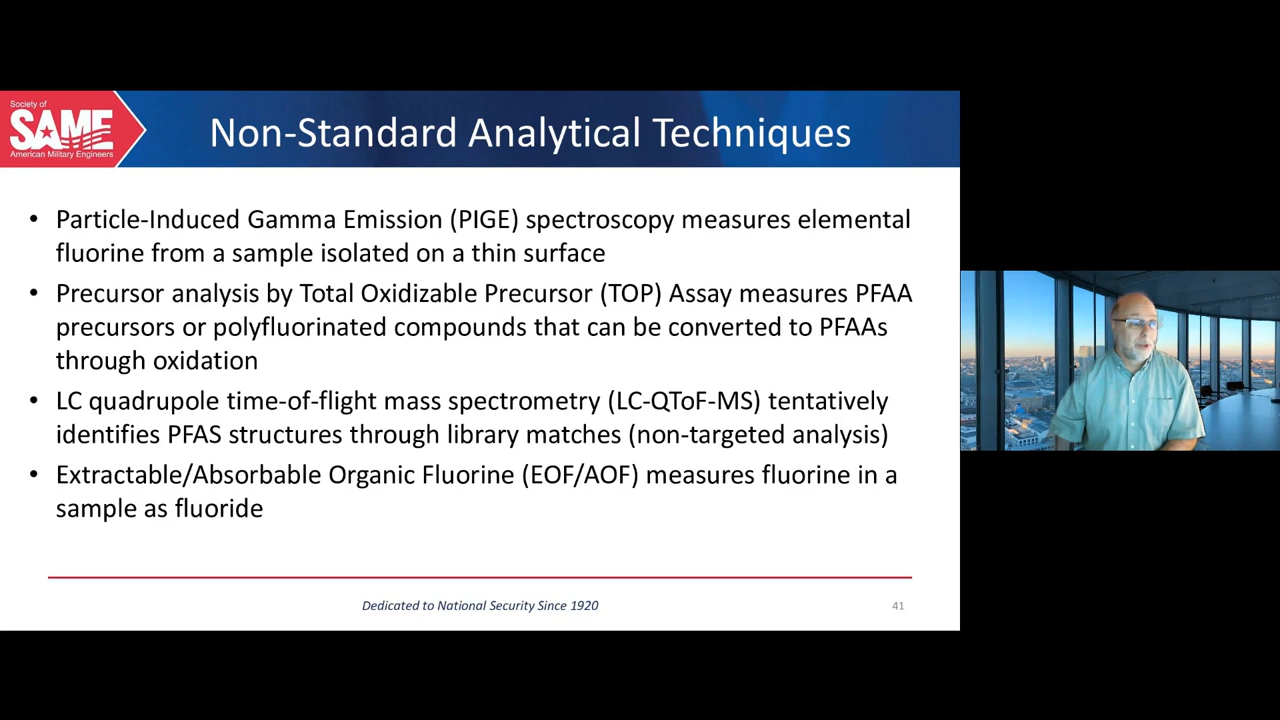 Society of
SAME
American Military Engineers
Non-Standard Analytical Techniques
• Particle-Induced Gamma Emission (PIGE) spectroscopy measures elemental
fluorine from a sample isolated on a thin surface
• Precursor analysis by Total Oxidizable Precursor (TOP) Assay measures PFAA
precursors or polyfluorinated compounds that can be converted to PFAAs
through oxidation
• LC quadrupole time-of-flight mass spectrometry (LC-QToF-MS) tentatively
identifies PFAS structures through library matches (non-targeted analysis)
• Extractable/Absorbable Organic Fluorine (EOF/AOF) measures fluorine in a
sample as fluoride
Dedicated to National Security Since 1920
41